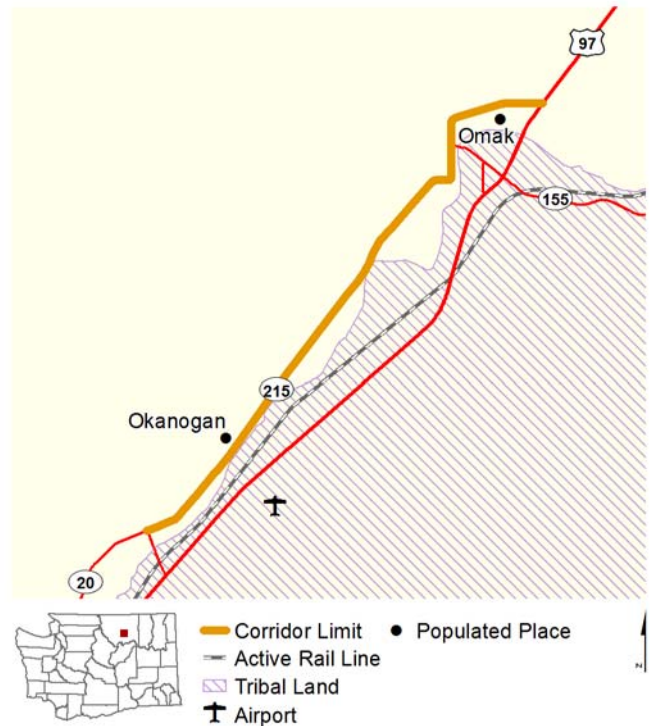 97
Omak
155
215
Okanogan
20
Corridor Limit
Populated Place
Active Rail Line
Tribal Land
Airport
N